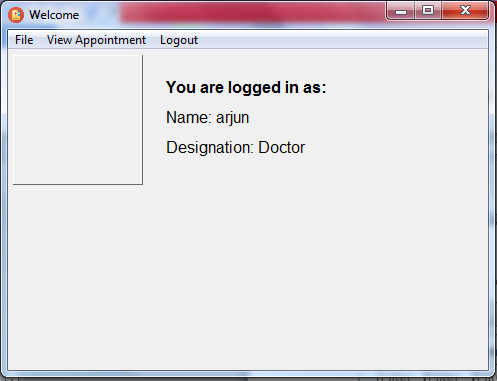 Welcome
File View Appointment Logout
You are logged in as:
Name: arjun
Designation: Doctor